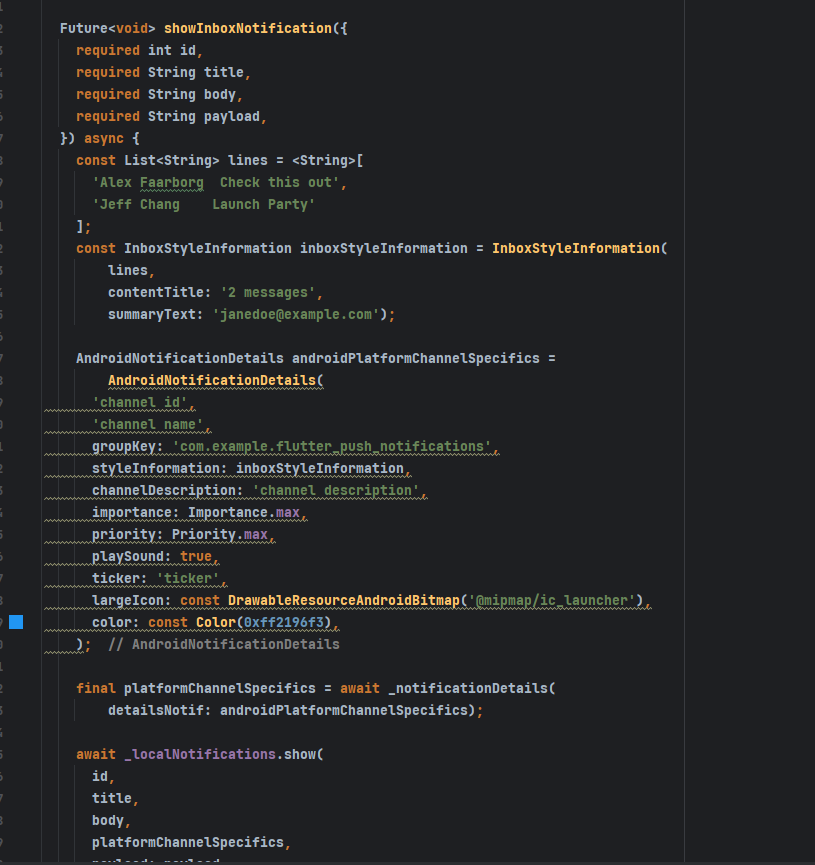 Future<void> showInboxNotification({
required int id,
required String title,
required String body,
required String payload,
}) async {
const List<String> lines = <String>[
'Alex Faarborg  Check this out',
'Jeff Chang    Launch Party'
];
const InboxStyleInformation inboxStyleInformation = InboxStyleInformation(
lines,
contentTitle: '2 messages',
summaryText: 'janedoe@example.com');
AndroidNotificationDetails androidPlatformChannelSpecifics =
AndroidNotificationDetails(
'channel id',
'channel name',
groupKey: 'com.example.flutter_push_notifications',
styleInformation: inboxStyleInformation,
channelDescription: 'channel description',
importance: Importance.max,
priority: Priority.max,
playSound: true,
ticker: 'ticker',
largeIcon: const DrawableResourceAndroidBitmap('@mipmap/ic_launcher'),
color: const Color(0xff2196f3),
);  // AndroidNotificationDetails
final platformChannelSpecifics = await _notificationDetails(
detailsNotif: androidPlatformChannelSpecifics);
await _localNotifications.show(
id,
title,
body,
platformChannelSpecifics,